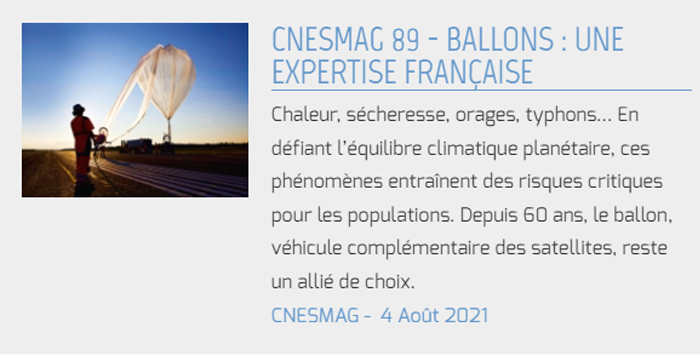 CNESMAG 89 - BALLONS : UNE
EXPERTISE FRANÇAISE
Chaleur, sécheresse, orages, typhons... En
défiant l'équilibre climatique planétaire, ces
phénomènes entraînent des risques critiques
pour les populations. Depuis 60 ans, le ballon,
véhicule complémentaire des satellites, reste
un allié de choix.
CNESMAG - 4 Août 2021